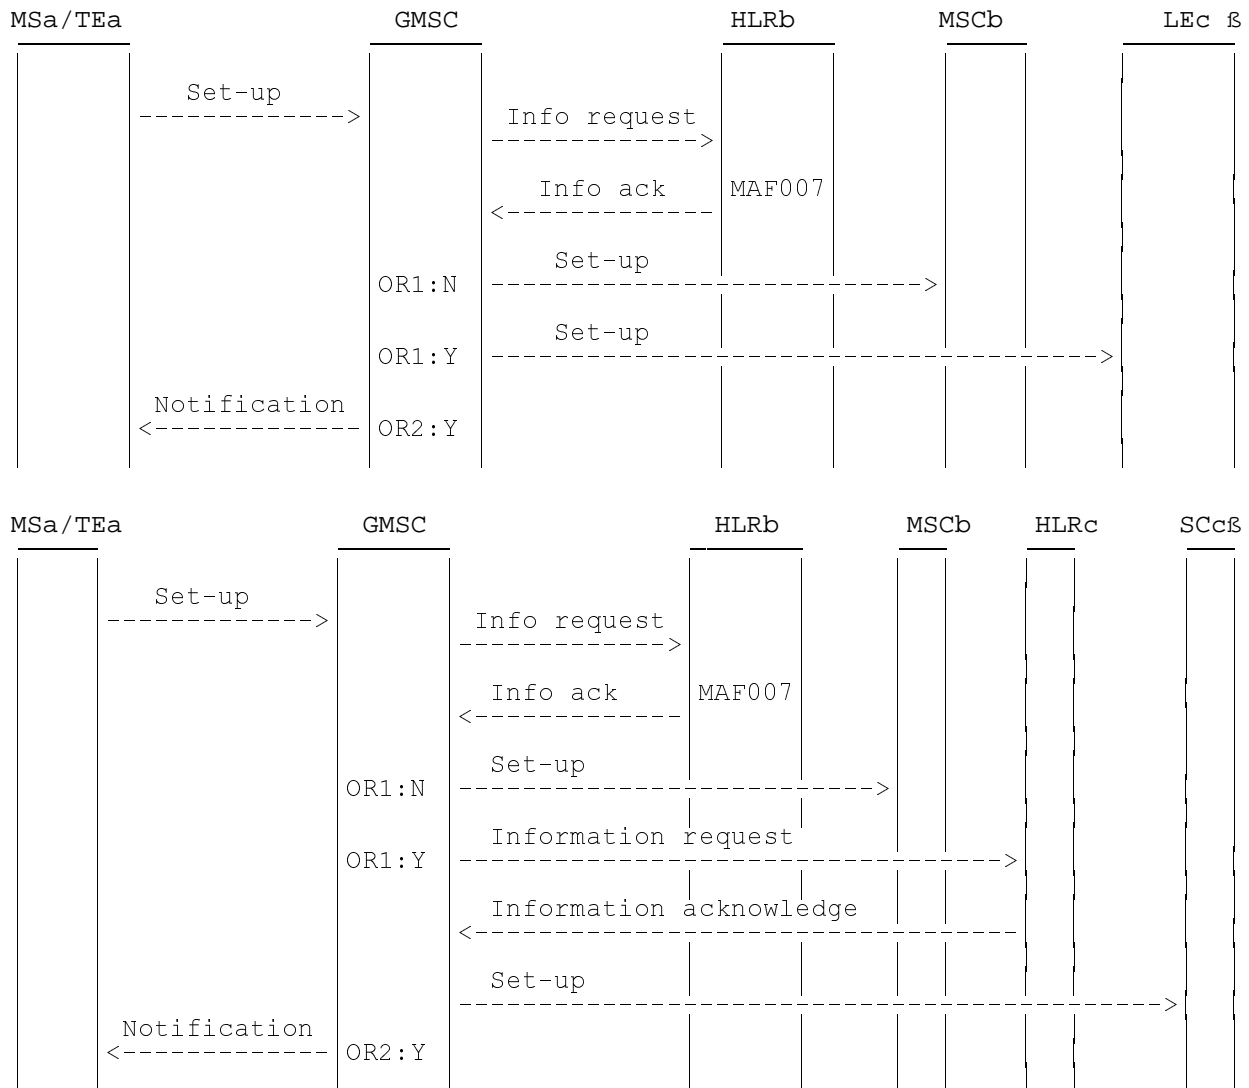 MSa/TEa GMSC HLRb MSCb LEc ß
Set-up
------------->
Info request
------------->
Info ack MAF007
<-------------
Set-up
OR1:N ---------------------------->
Set-up
OR1:Y --------------------------------------->
Notification
<-------------- OR2:Y
MSa/TEa GMSC HLRb MSCb HLRc SCcß
Set-up
------------->
Info request
------------->
Info ack MAF007
<-------------
Set-up
OR1:N -------------------------->
Information request
OR1:Y ---------------------------------->
Information acknowledge
<----------------------------------
Set-up
-------------------------------------------->
Notification
<------------- OR2:Y